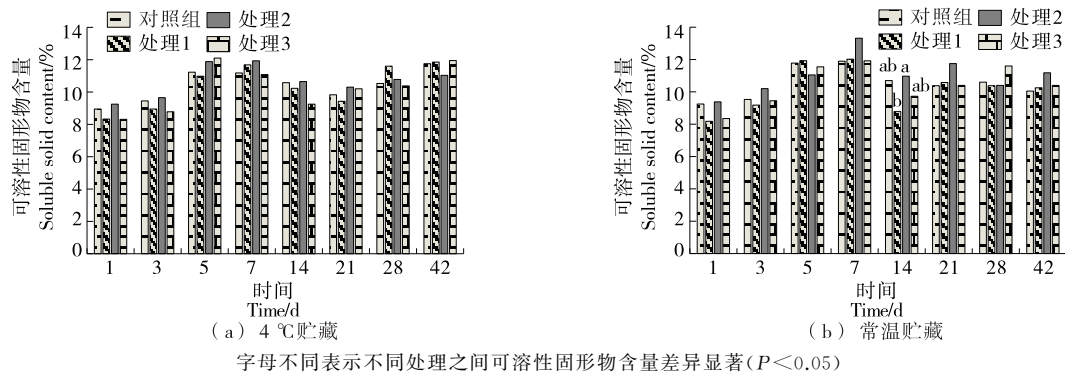 对照组 处理2
处理1 处理3
可溶性固形物含量
Soluble solid content/%
14
12
10
8
6
4
2
0
1 3 5 7 14 21 28 42
时间
Time/d
(a) 4 ℃贮藏
对照组 处理2
处理1 处理3
可溶性固形物含量
Soluble solid content/%
14
12
10
8
6
4
2
0
ab a
b ab
1 3 5 7 14 21 28 42
时间
Time/d
(b) 常温贮藏
字母不同表示不同处理之间可溶性固形物含量差异显著(P<0.05)